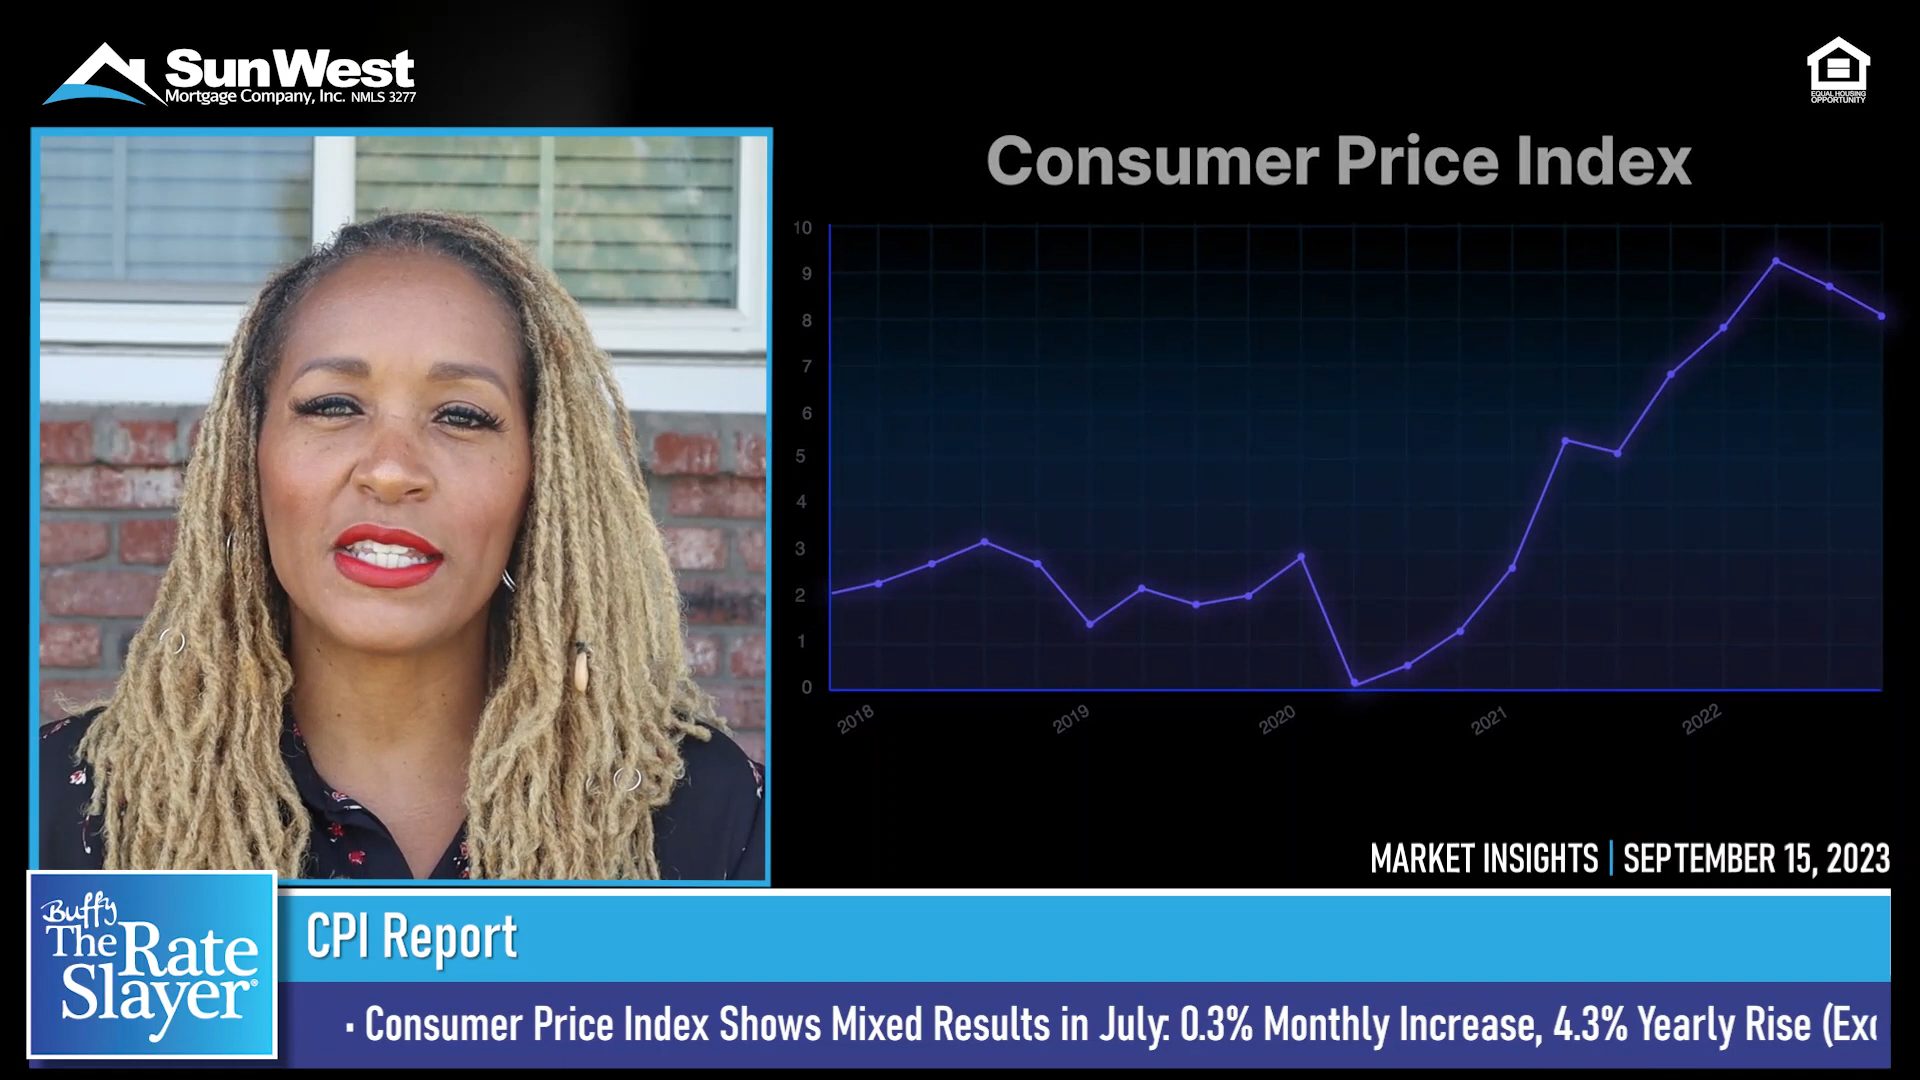 SunWest
Mortgage Company, Inc. NMLS 3277
EQUAL HOUSING
OPPORTUNITY
Consumer Price Index
10
9
8
7
6
5
4
3
2
1
0
2018
2019
2020
2021
2022
MARKET INSIGHTS | SEPTEMBER 15, 2023
Buffy
The Rate
Slayer®
CPI Report
· Consumer Price Index Shows Mixed Results in July: 0.3% Monthly Increase, 4.3% Yearly Rise (Exc